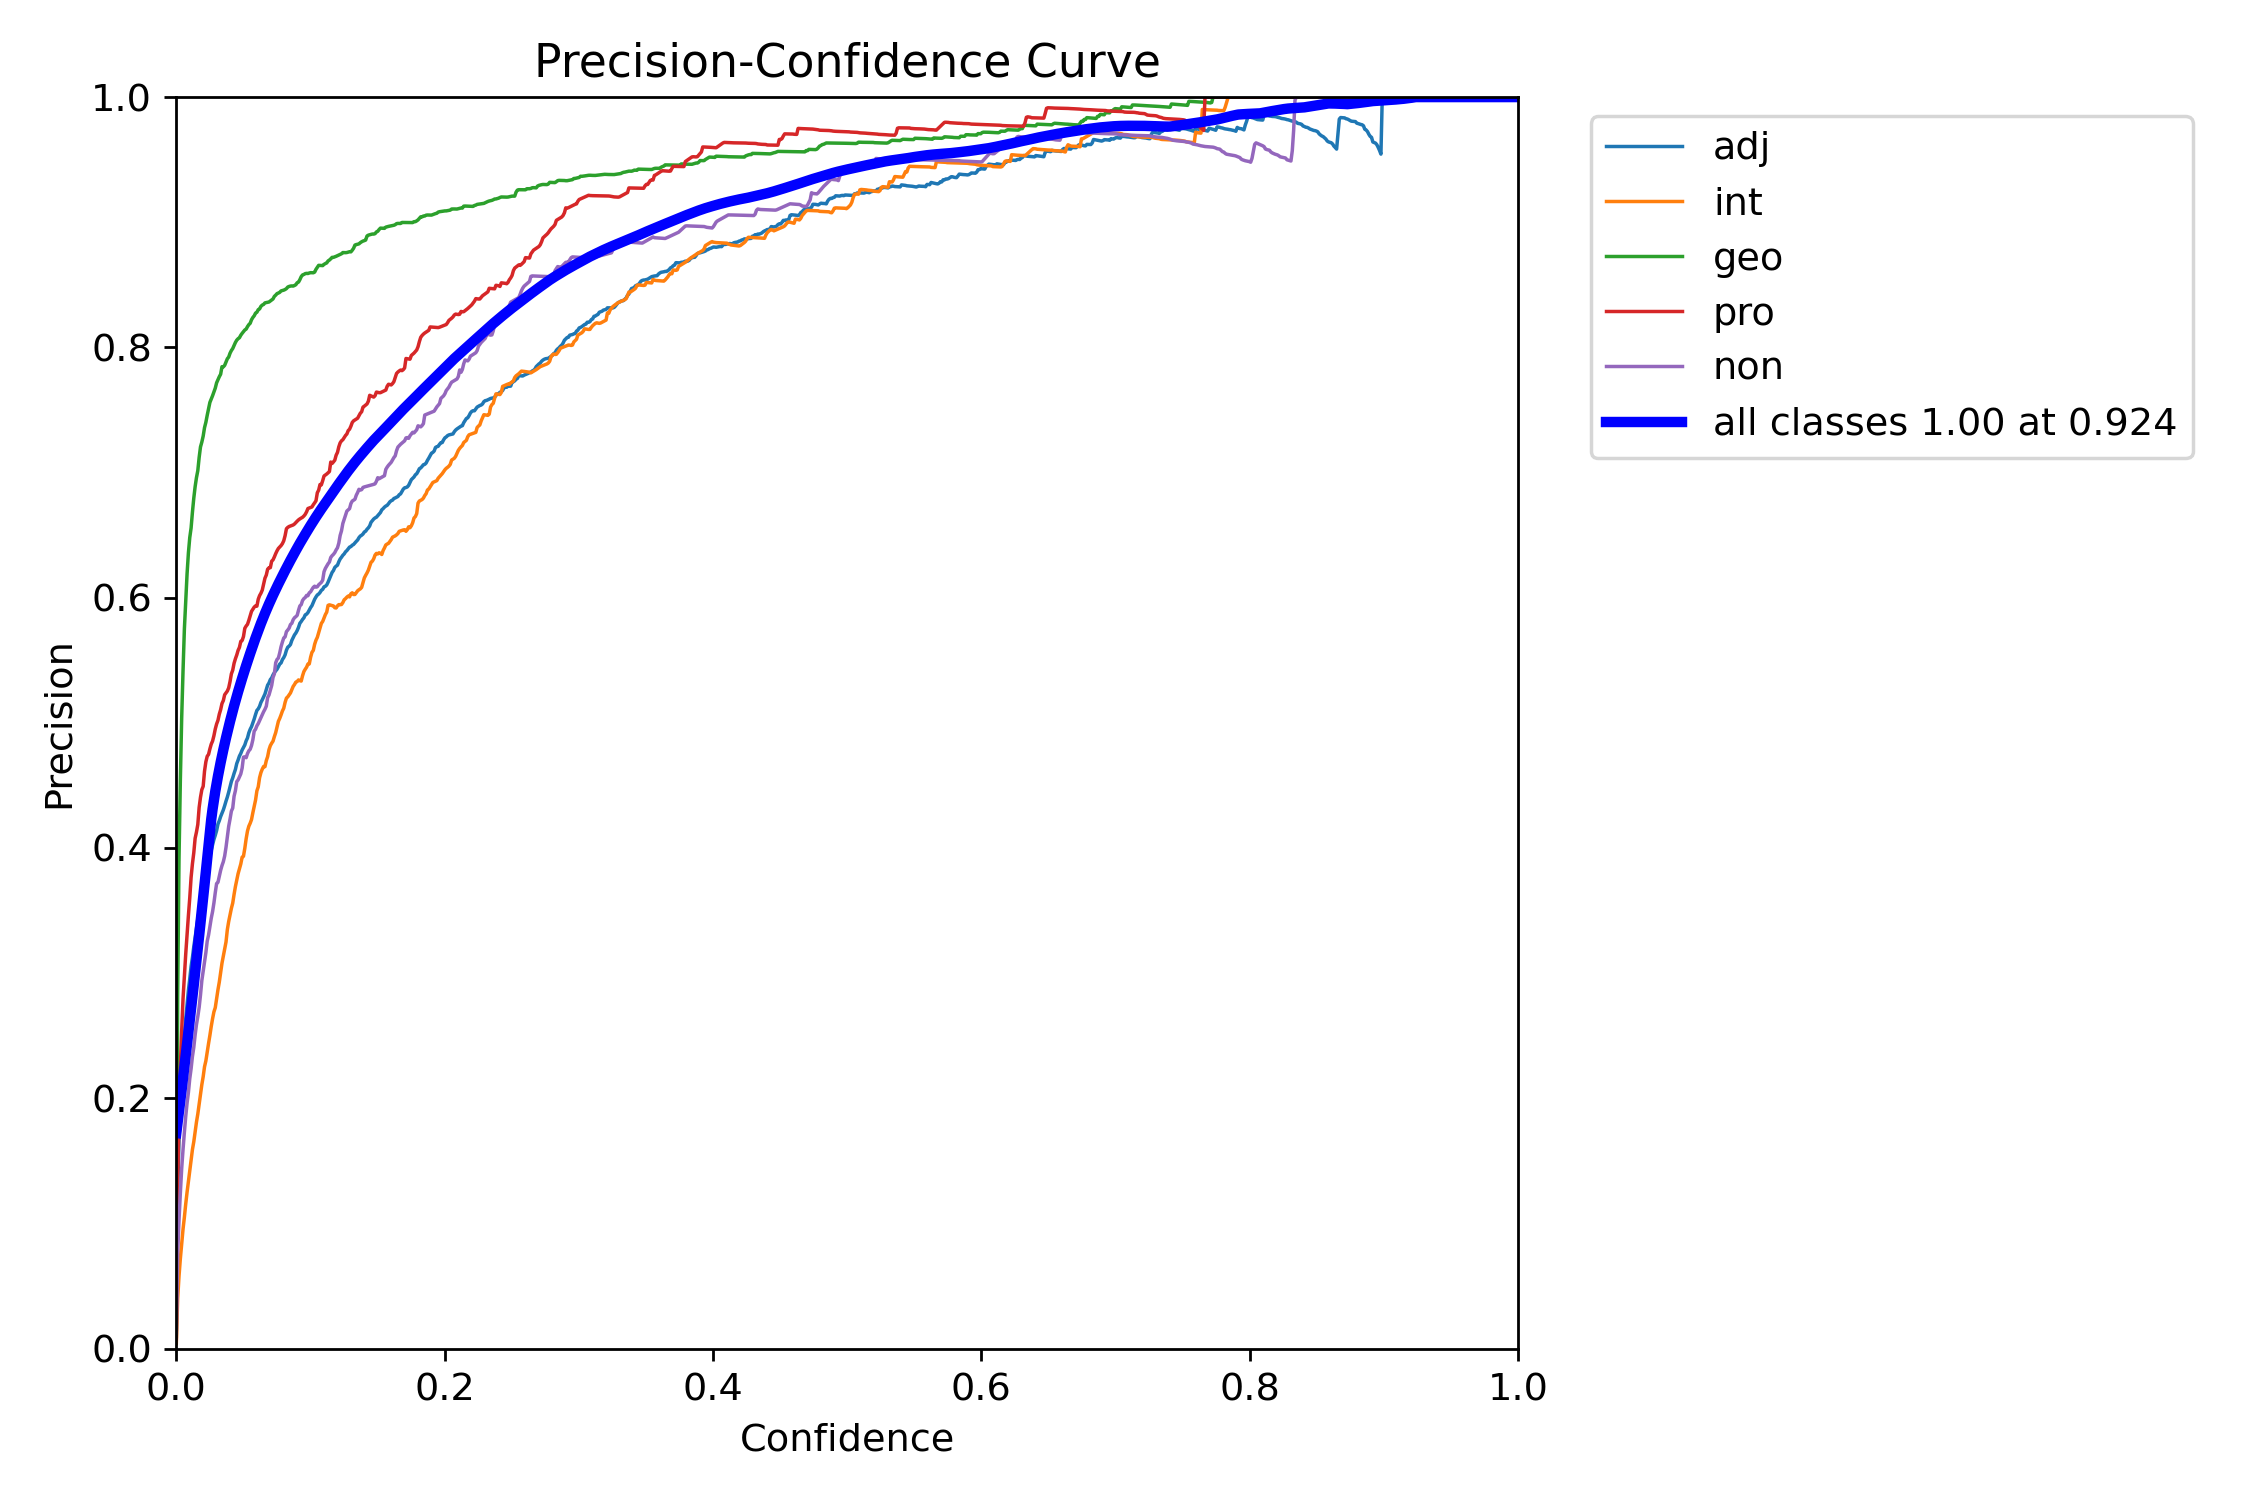 Precision-Confidence Curve
1.0
0.8
0.6
0.4
0.2
0.0
Precision
0.0 0.2 0.4 0.6 0.8 1.0
Confidence
adj
int
geo
pro
non
all classes 1.00 at 0.924